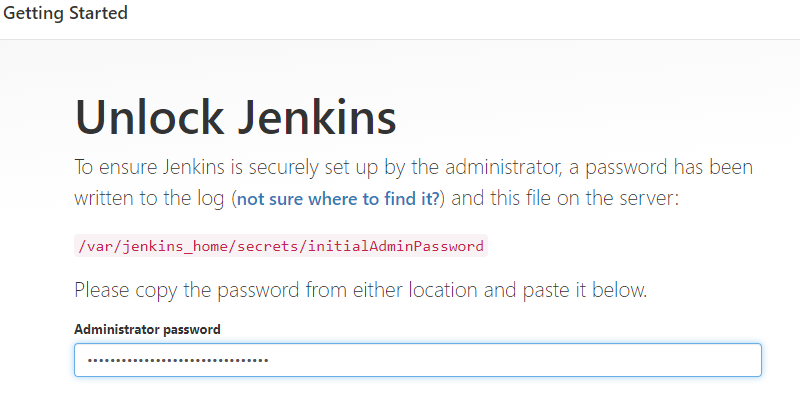 Getting Started
Unlock Jenkins
To ensure Jenkins is securely set up by the administrator, a password has been
written to the log (not sure where to find it?) and this file on the server:
/var/jenkins_home/secrets/initialAdminPassword
Please copy the password from either location and paste it below.
Administrator password
••••••••••••••••••••••••••••••••